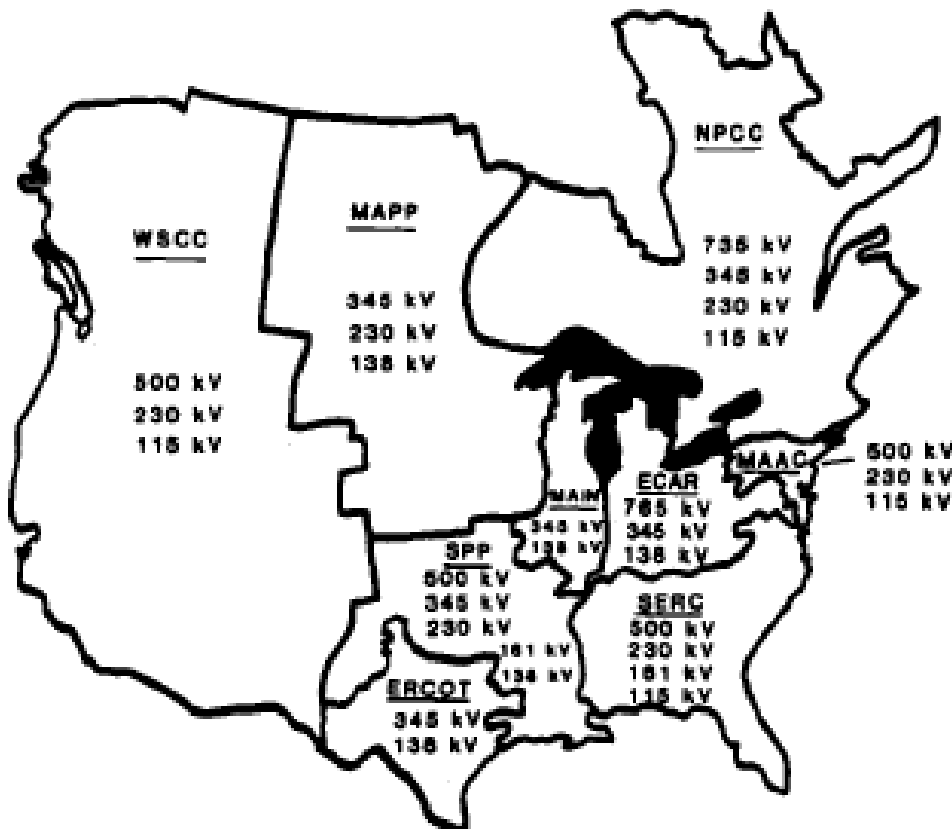 NPCC
735 kV
345 kV
230 kV
115 kV
MAPP
345 kV
230 kV
138 kV
WSCC
500 kV
230 kV
115 kV
MAAC
500 kV
230 kV
115 kV
ECAR
765 kV
345 kV
138 kV
MAIN
345 kV
138 kV
SPP
500 kV
345 kV
230 kV
161 kV
138 kV
SERC
500 kV
230 kV
161 kV
115 kV
ERCOT
345 kV
138 kV